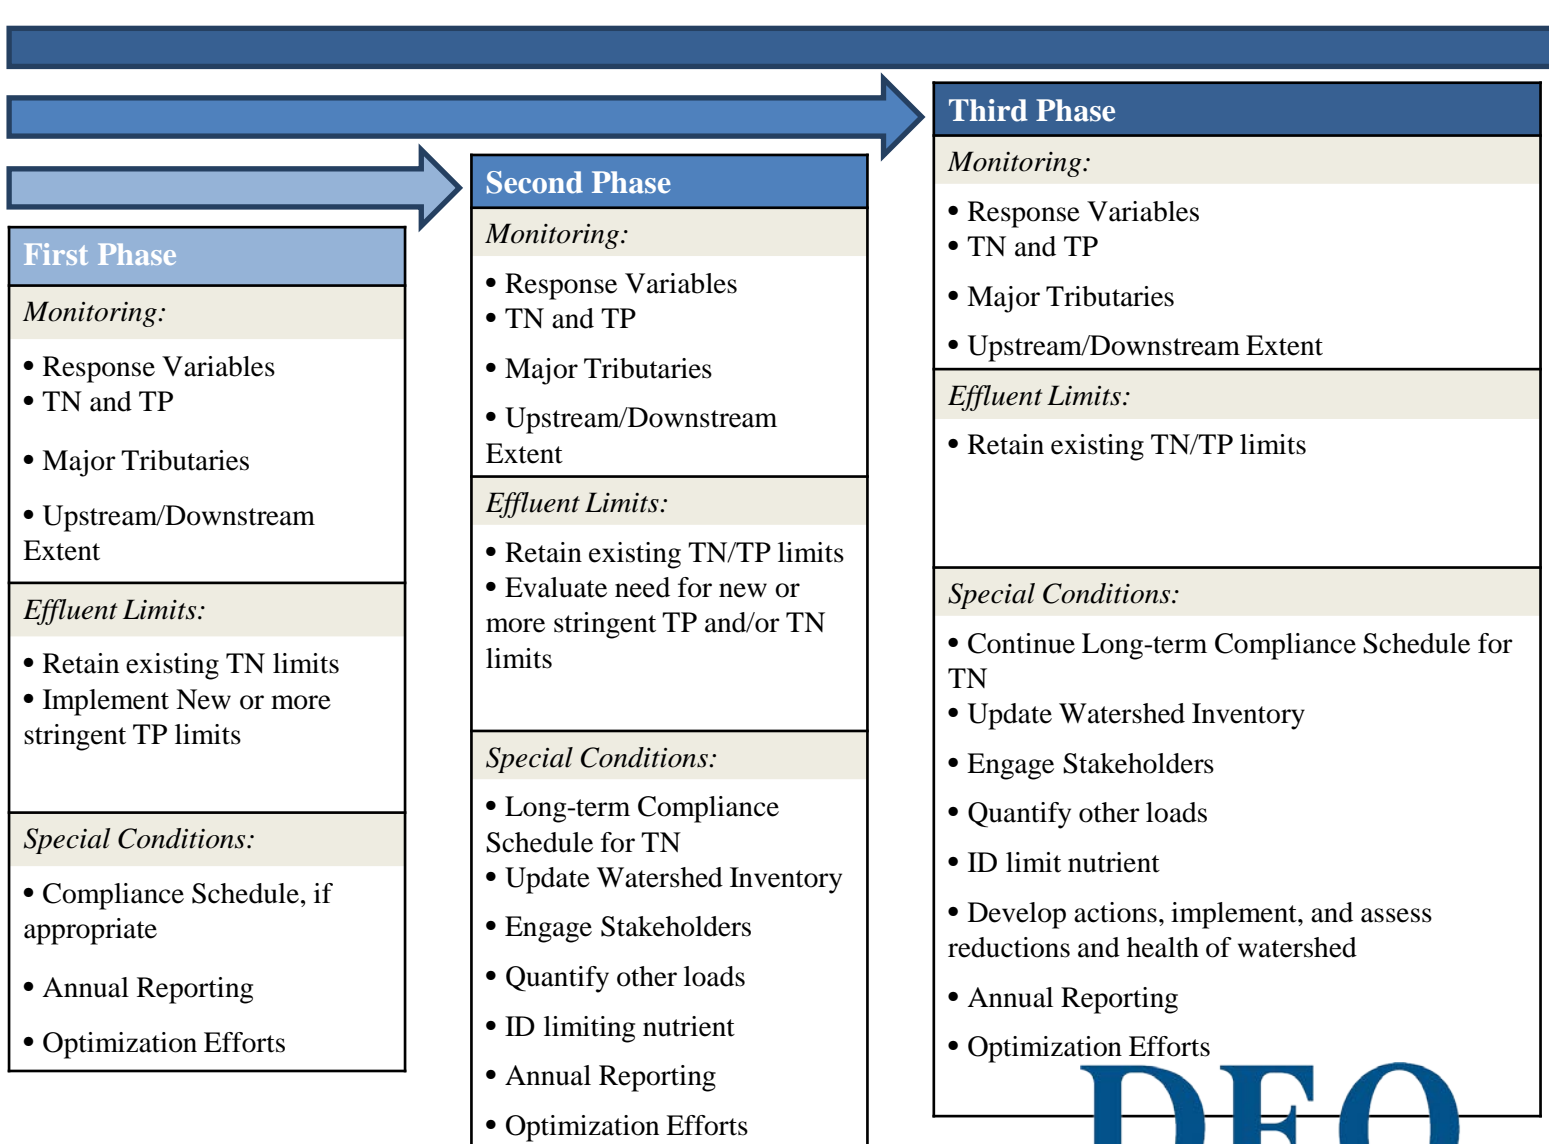 First Phase
Monitoring:
• Response Variables
• TN and TP
• Major Tributaries
• Upstream/Downstream
Extent
Effluent Limits:
• Retain existing TN limits
• Implement New or more
stringent TP limits
Special Conditions:
• Compliance Schedule, if
appropriate
• Annual Reporting
• Optimization Efforts
Second Phase
Monitoring:
• Response Variables
• TN and TP
• Major Tributaries
• Upstream/Downstream
Extent
Effluent Limits:
• Retain existing TN/TP limits
• Evaluate need for new or
more stringent TP and/or TN
limits
Special Conditions:
• Long-term Compliance
Schedule for TN
• Update Watershed Inventory
• Engage Stakeholders
• Quantify other loads
• ID limiting nutrient
• Annual Reporting
• Optimization Efforts
Third Phase
Monitoring:
• Response Variables
• TN and TP
• Major Tributaries
• Upstream/Downstream Extent
Effluent Limits:
• Retain existing TN/TP limits
Special Conditions:
• Continue Long-term Compliance Schedule for
TN
• Update Watershed Inventory
• Engage Stakeholders
• Quantify other loads
• ID limit nutrient
• Develop actions, implement, and assess
reductions and health of watershed
• Annual Reporting
• Optimization Efforts
DEQ